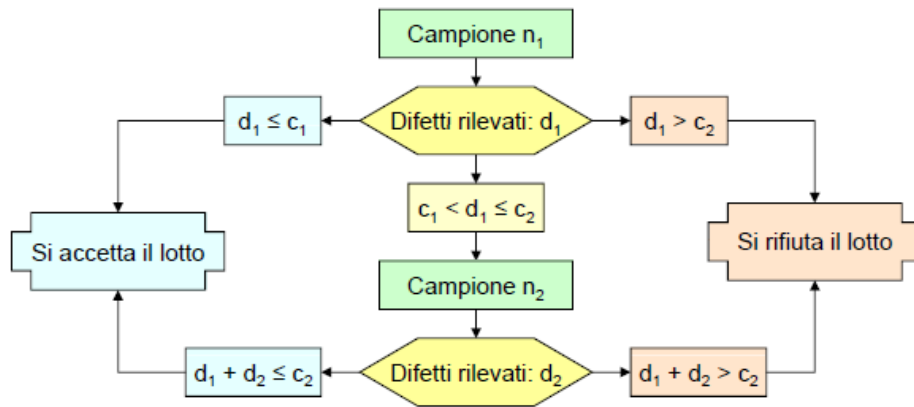 Campione n₁
d₁ ≤ c₁
Difetti rilevati: d₁
d₁ > c₂
c₁ < d₁ ≤ c₂
Si accetta il lotto
Si rifiuta il lotto
Campione n₂
d₁ + d₂ ≤ c₂
Difetti rilevati: d₂
d₁ + d₂ > c₂